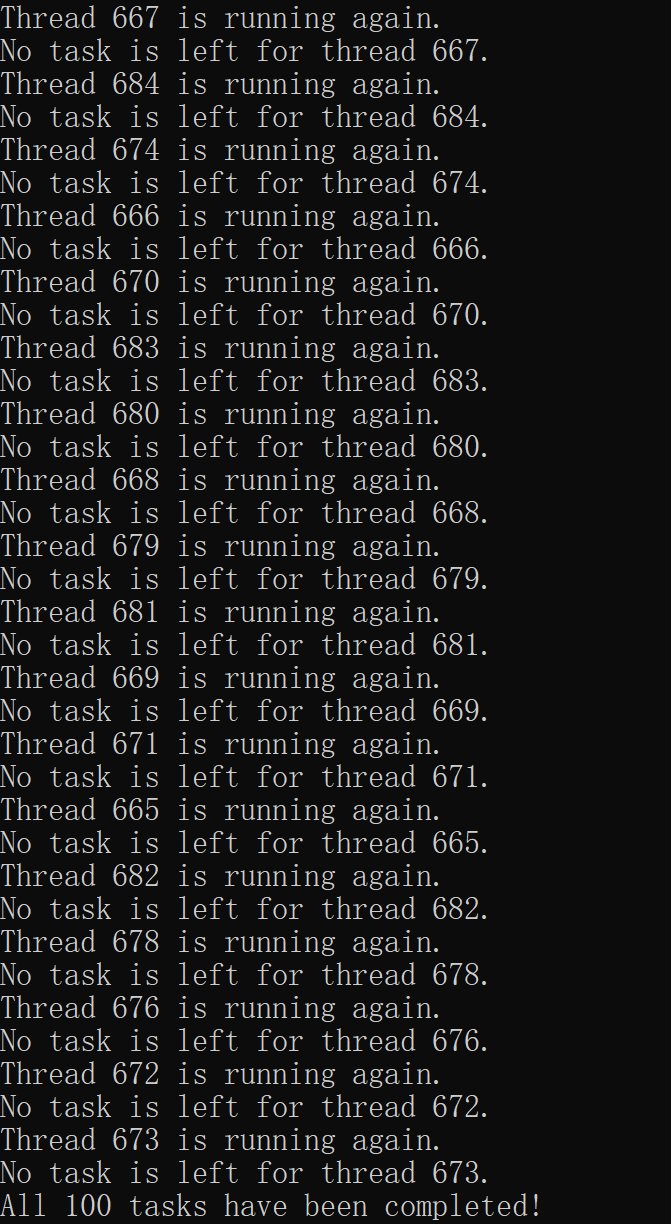 Thread 667 is running again.
No task is left for thread 667.
Thread 684 is running again.
No task is left for thread 684.
Thread 674 is running again.
No task is left for thread 674.
Thread 666 is running again.
No task is left for thread 666.
Thread 670 is running again.
No task is left for thread 670.
Thread 683 is running again.
No task is left for thread 683.
Thread 680 is running again.
No task is left for thread 680.
Thread 668 is running again.
No task is left for thread 668.
Thread 679 is running again.
No task is left for thread 679.
Thread 681 is running again.
No task is left for thread 681.
Thread 669 is running again.
No task is left for thread 669.
Thread 671 is running again.
No task is left for thread 671.
Thread 665 is running again.
No task is left for thread 665.
Thread 682 is running again.
No task is left for thread 682.
Thread 678 is running again.
No task is left for thread 678.
Thread 676 is running again.
No task is left for thread 676.
Thread 672 is running again.
No task is left for thread 672.
Thread 673 is running again.
No task is left for thread 673.
All 100 tasks have been completed!